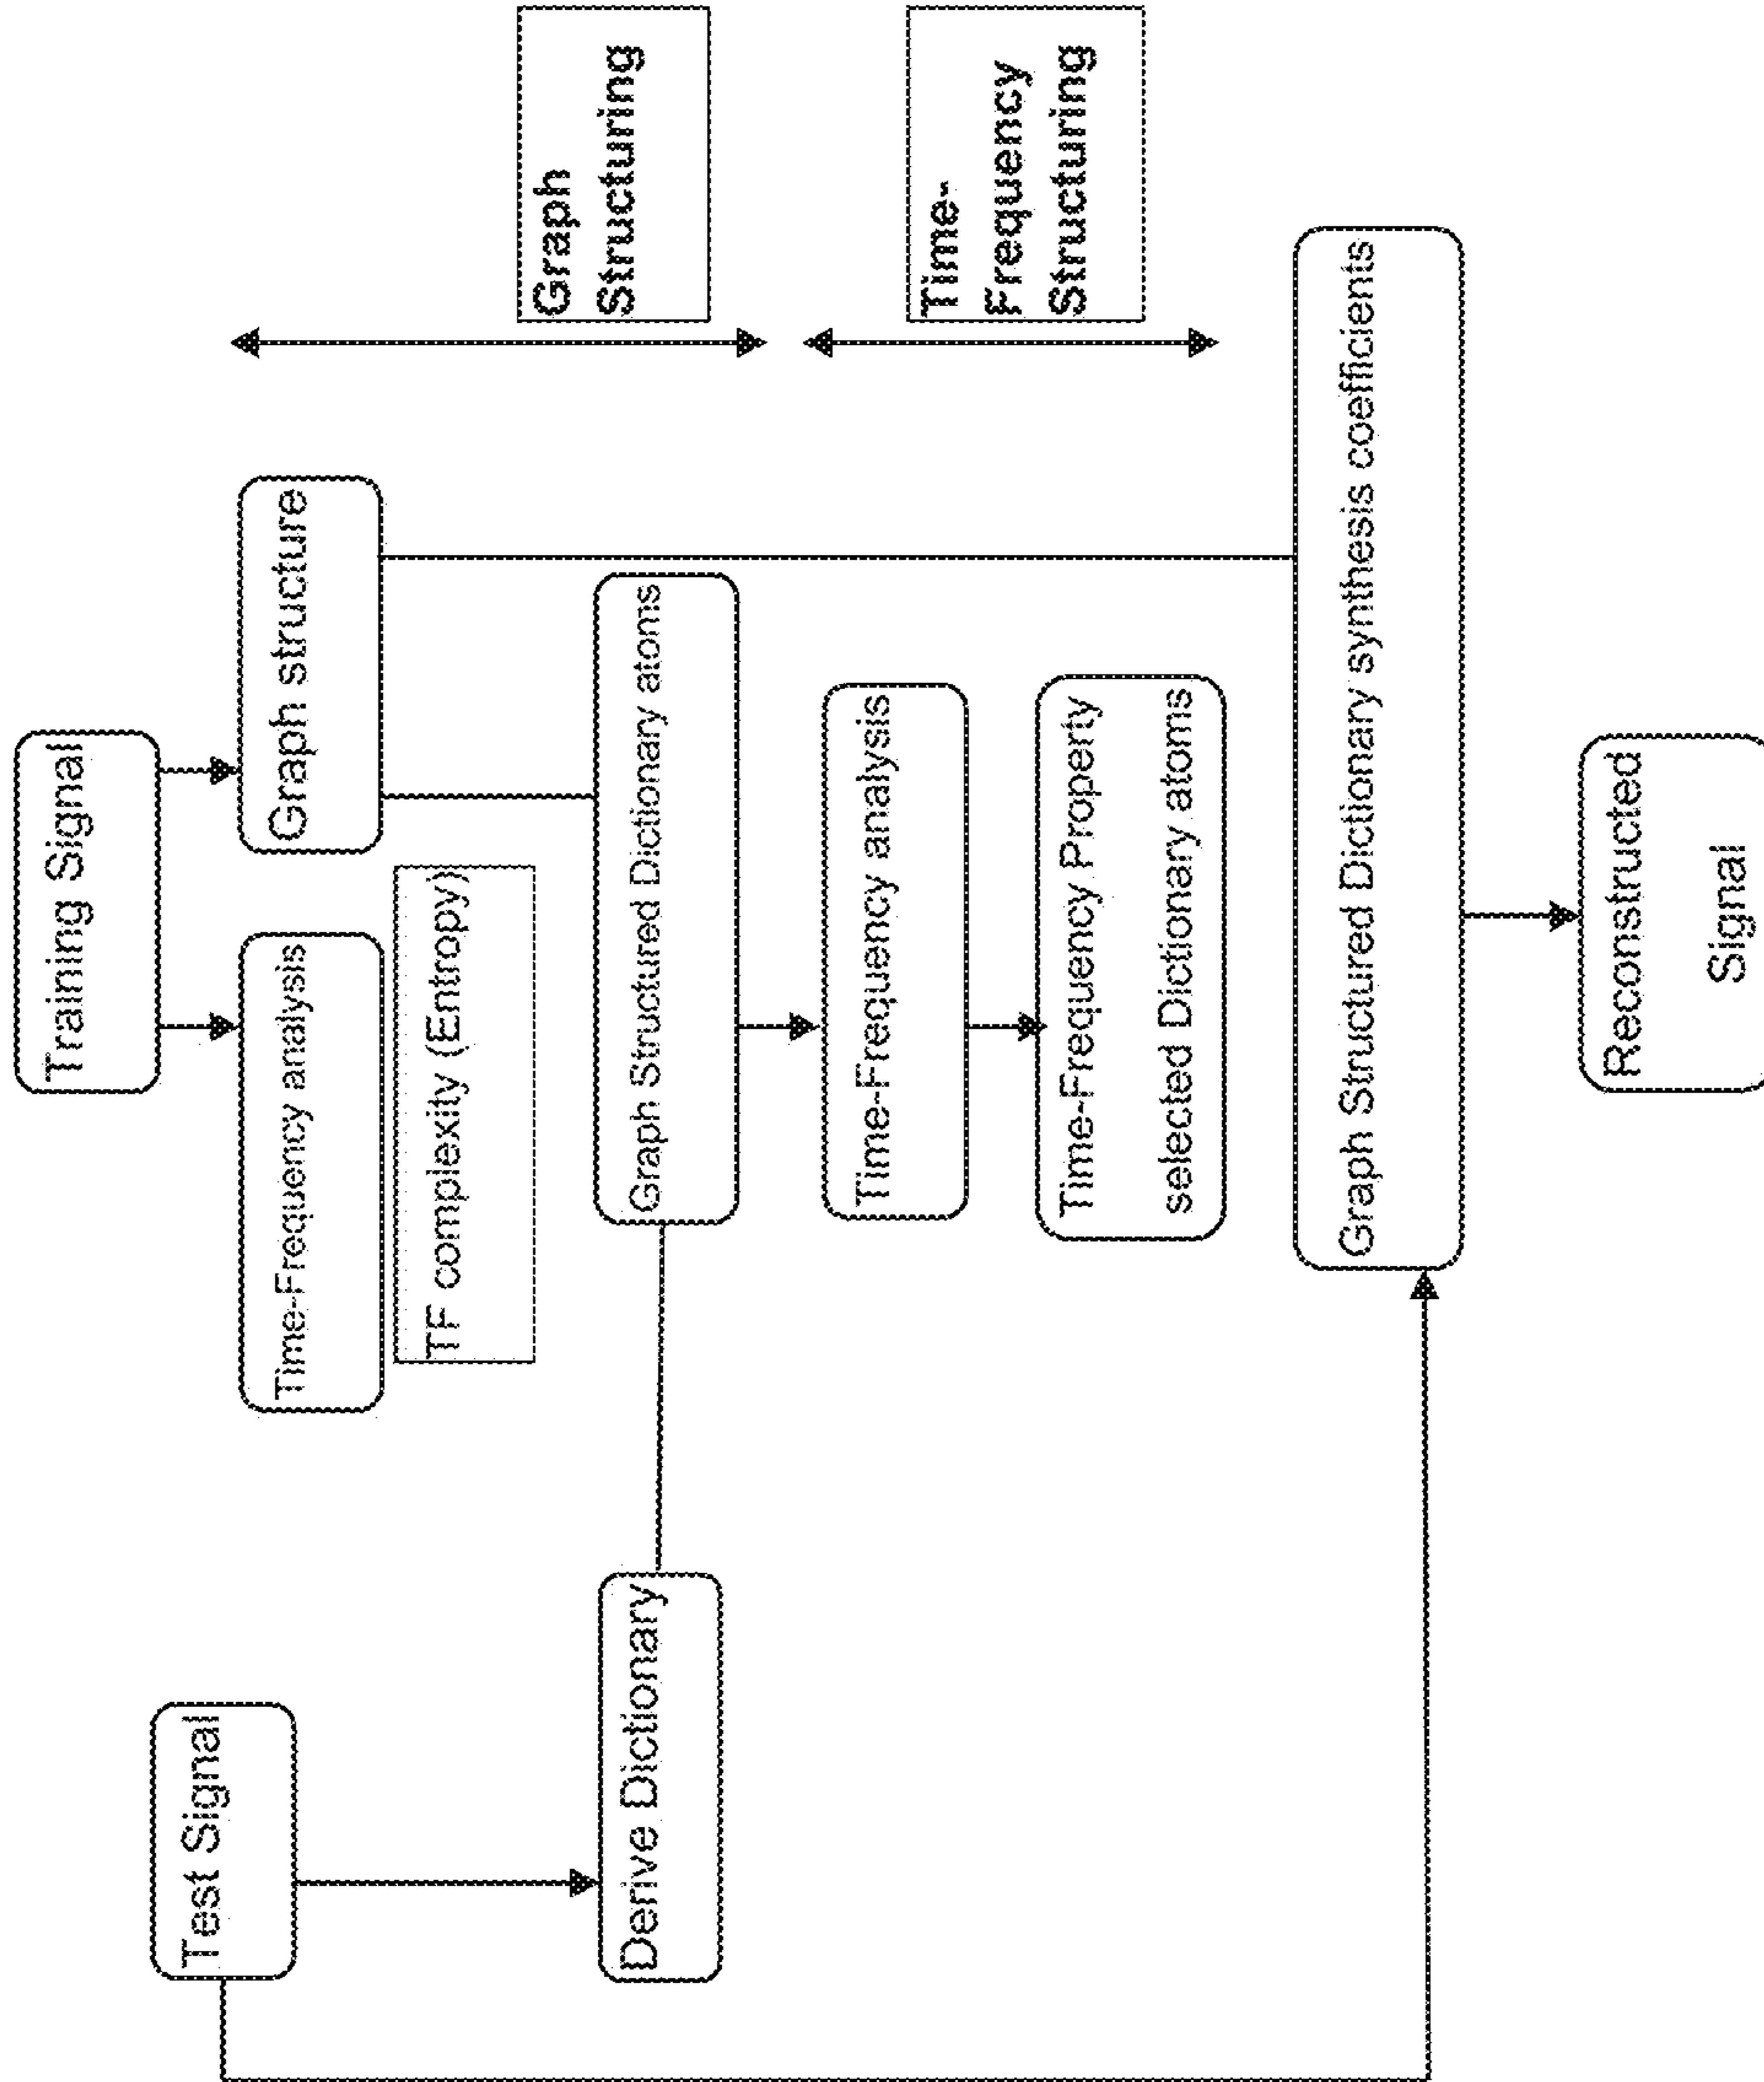 Training Signal
Test Signal
Time-Frequency analysis
Graph structure
TF complexity (Entropy)
Graph
Structuring
Derive Dictionary
Graph Structured Dictionary atoms
Time-Frequency analysis
Time-
Frequency
Structuring
Time-Frequency Property
selected Dictionary atoms
Graph Structured Dictionary synthesis coefficients
Reconstructed
Signal